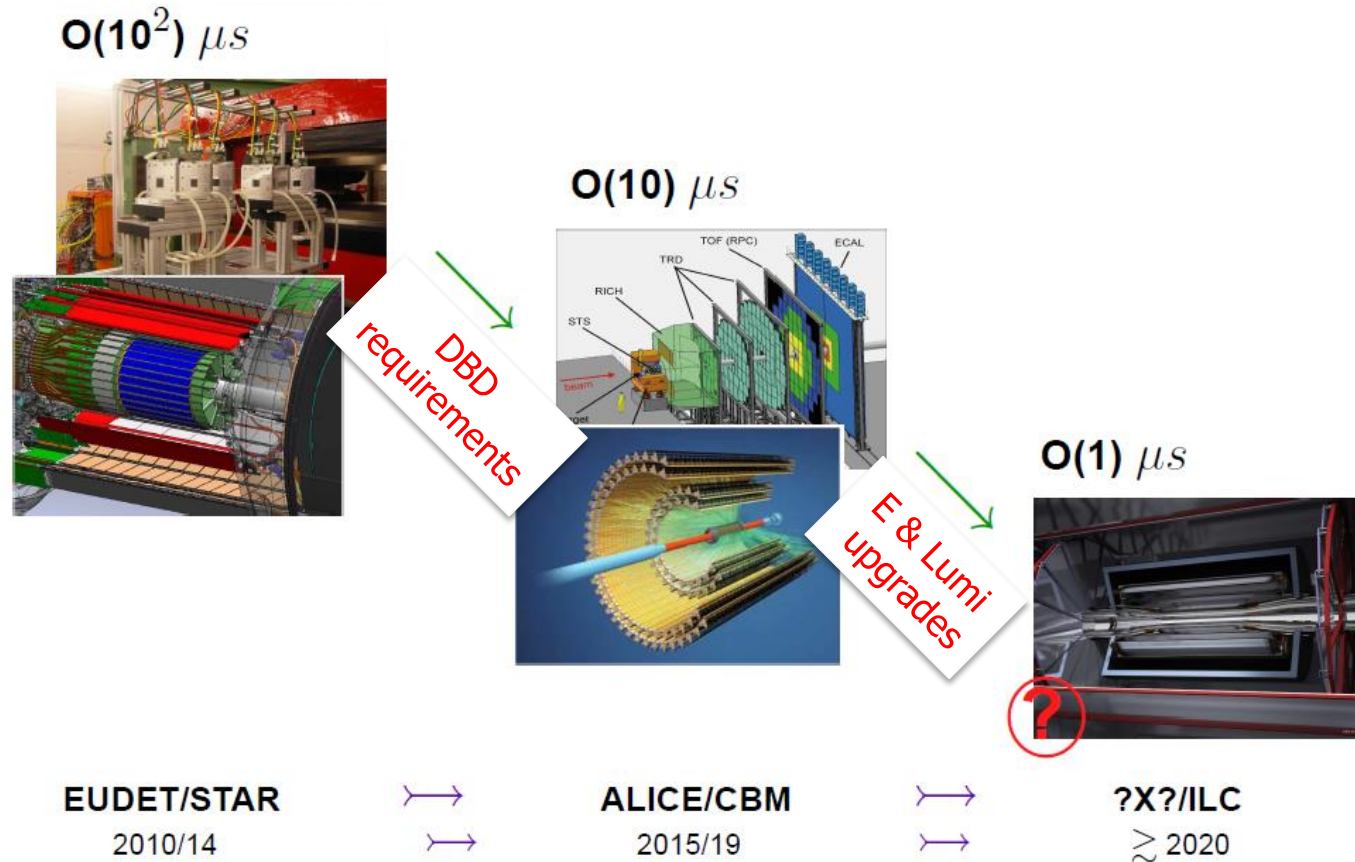 O(10²) μs
O(10) μs
TOF (RPC)
ECAL
TRD
RICH
STS
beam
DBD
requirements
E & Lumi
upgrades
O(1) μs
?
EUDET/STAR ↣ ALICE/CBM ↣ ?X?/ILC
2010/14 ↣ 2015/19 ↣ ≳ 2020